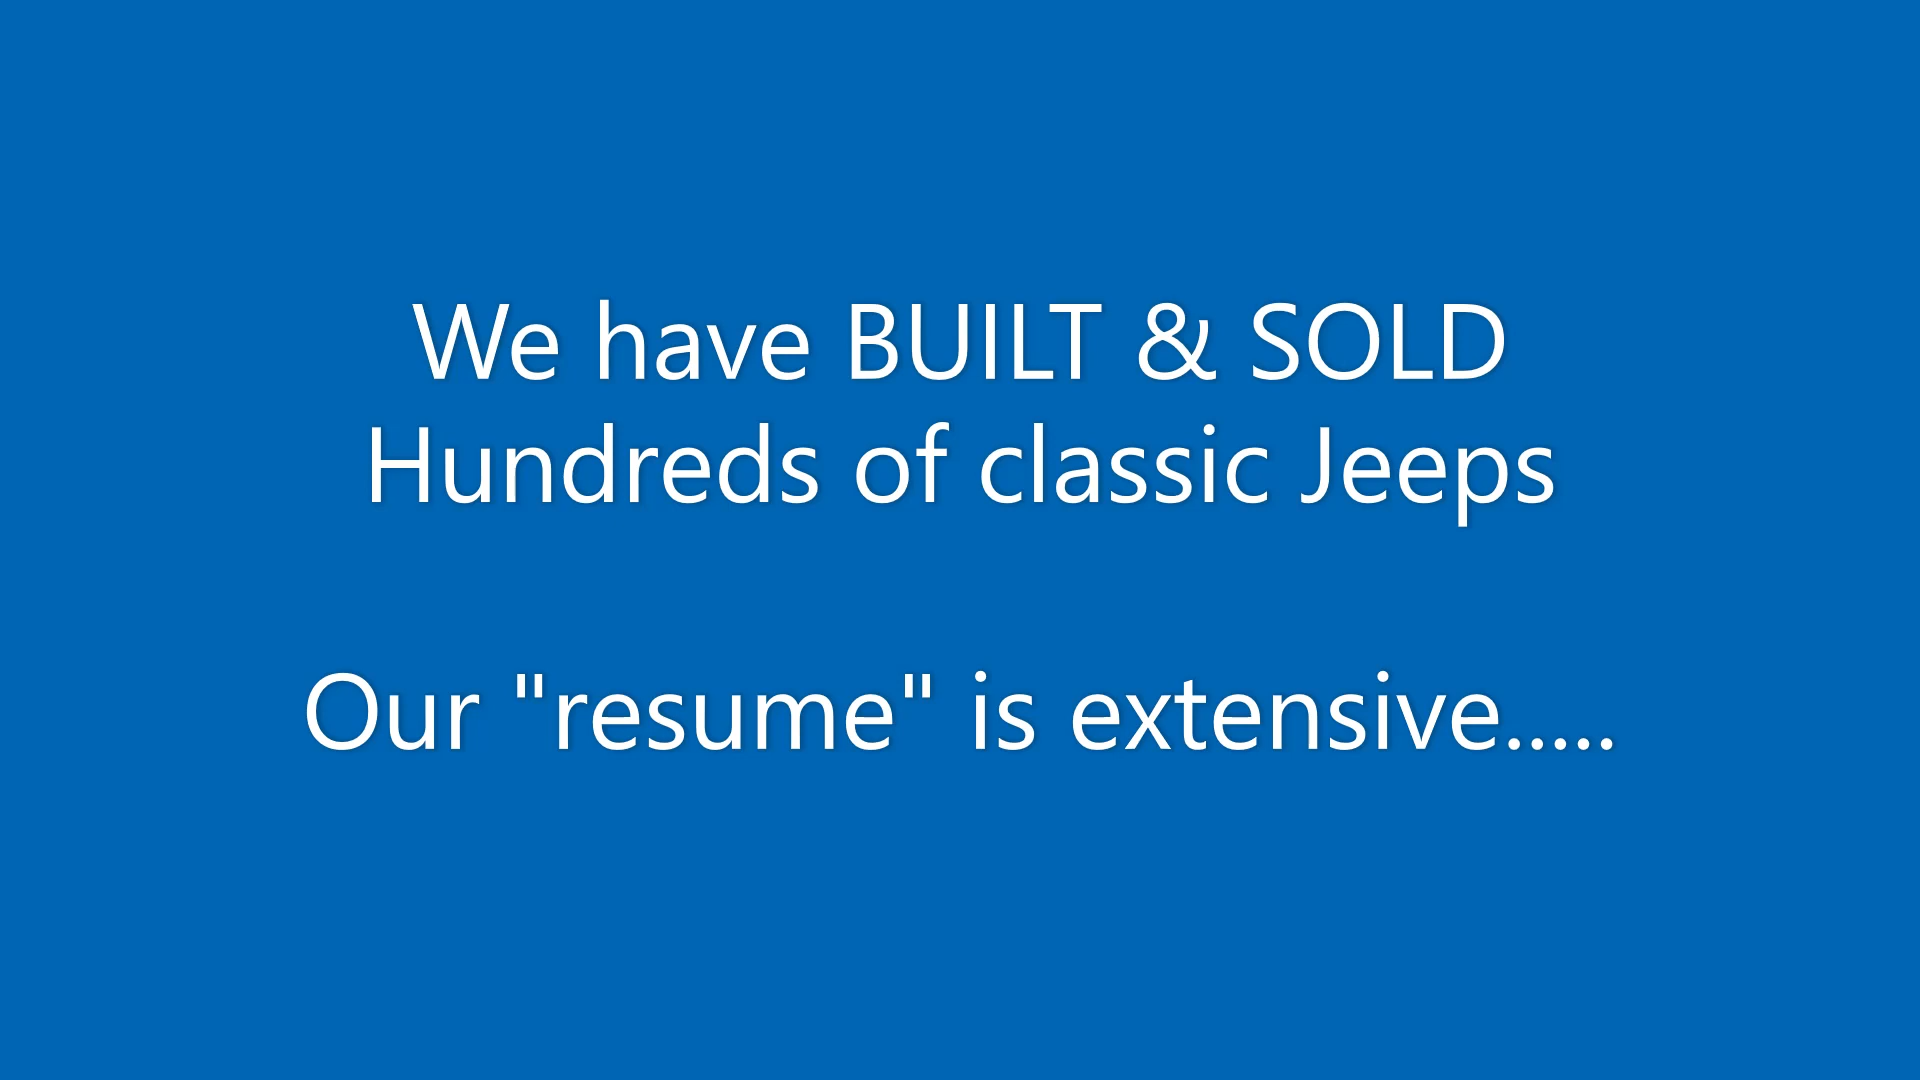 We have BUILT & SOLD
Hundreds of classic Jeeps
Our "resume" is extensive.....